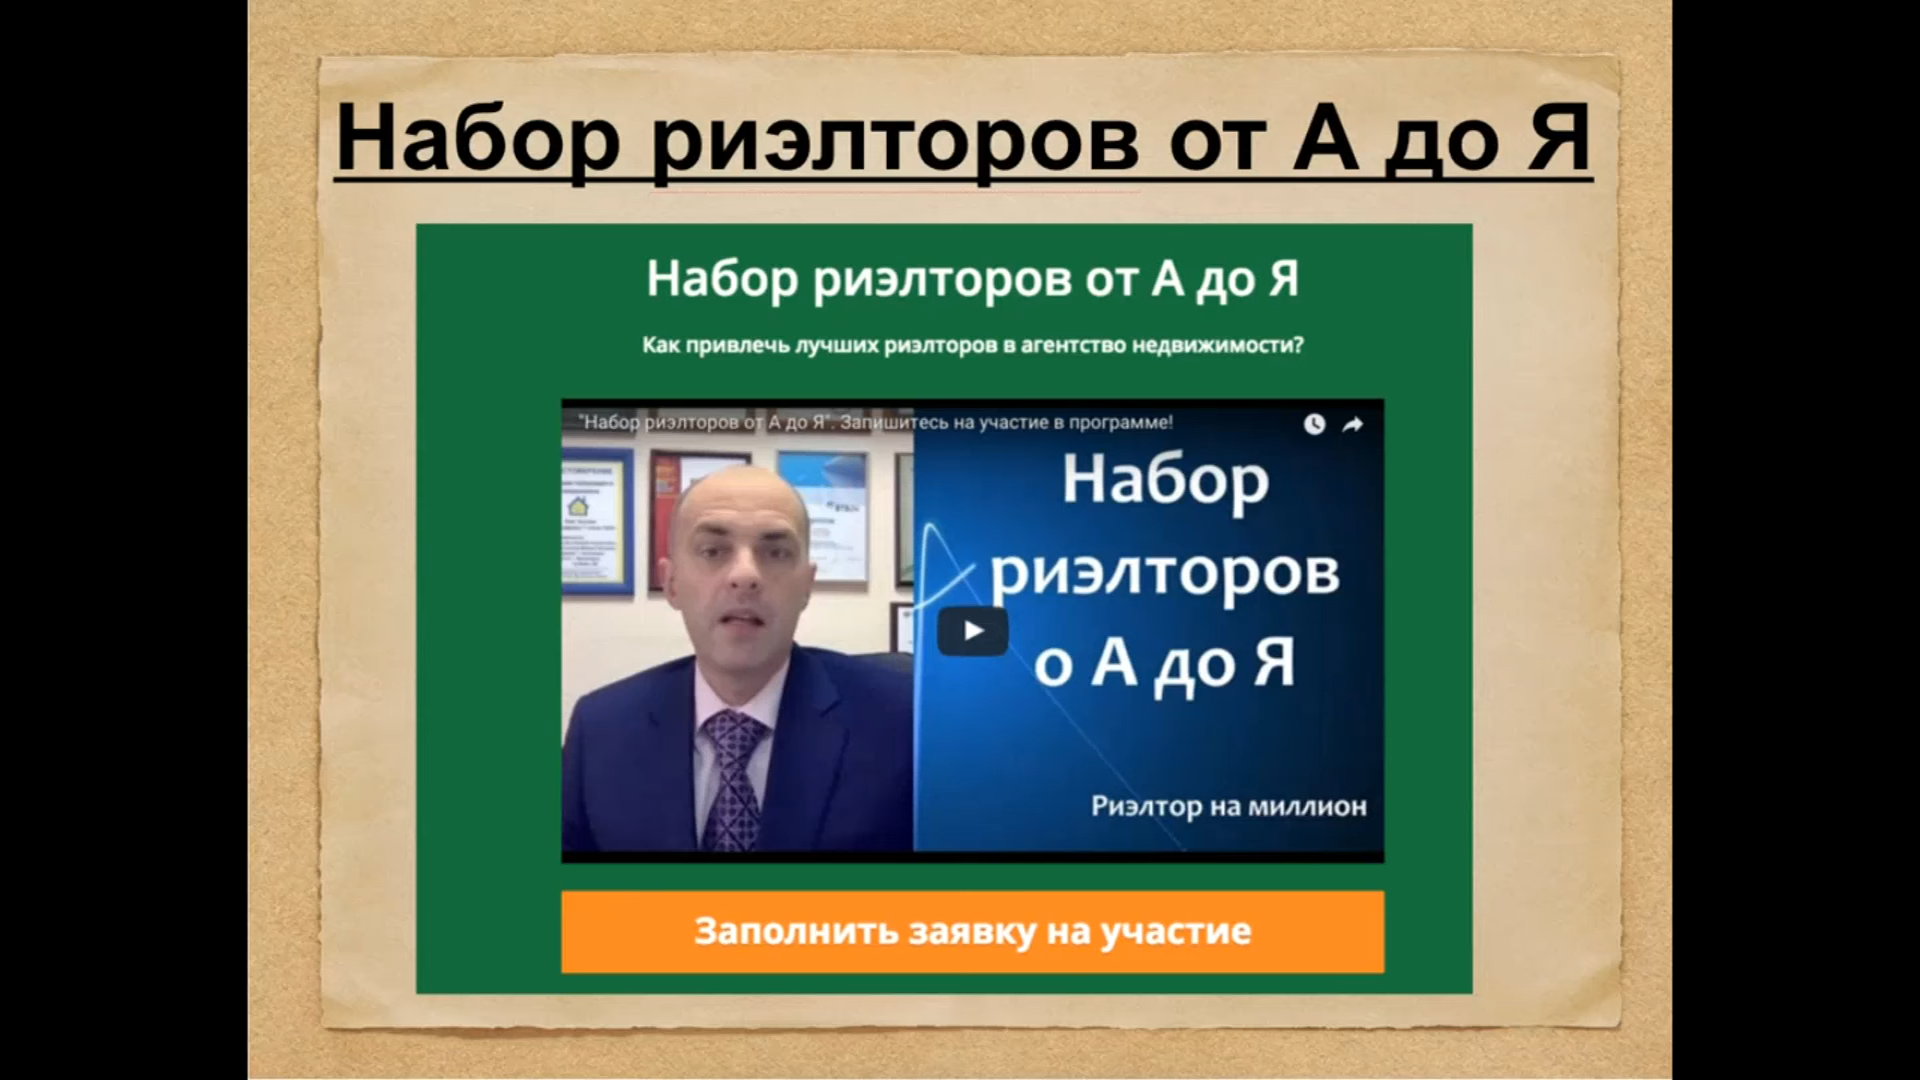 Набор риэлторов от А до Я
Набор риэлторов от А до Я
Как привлечь лучших риэлторов в агентство недвижимости?
"Набор риэлторов от А до Я". Запишитесь на участие в программе!
Набор
риэлторов
о А до Я
Риэлтор на миллион
Заполнить заявку на участие